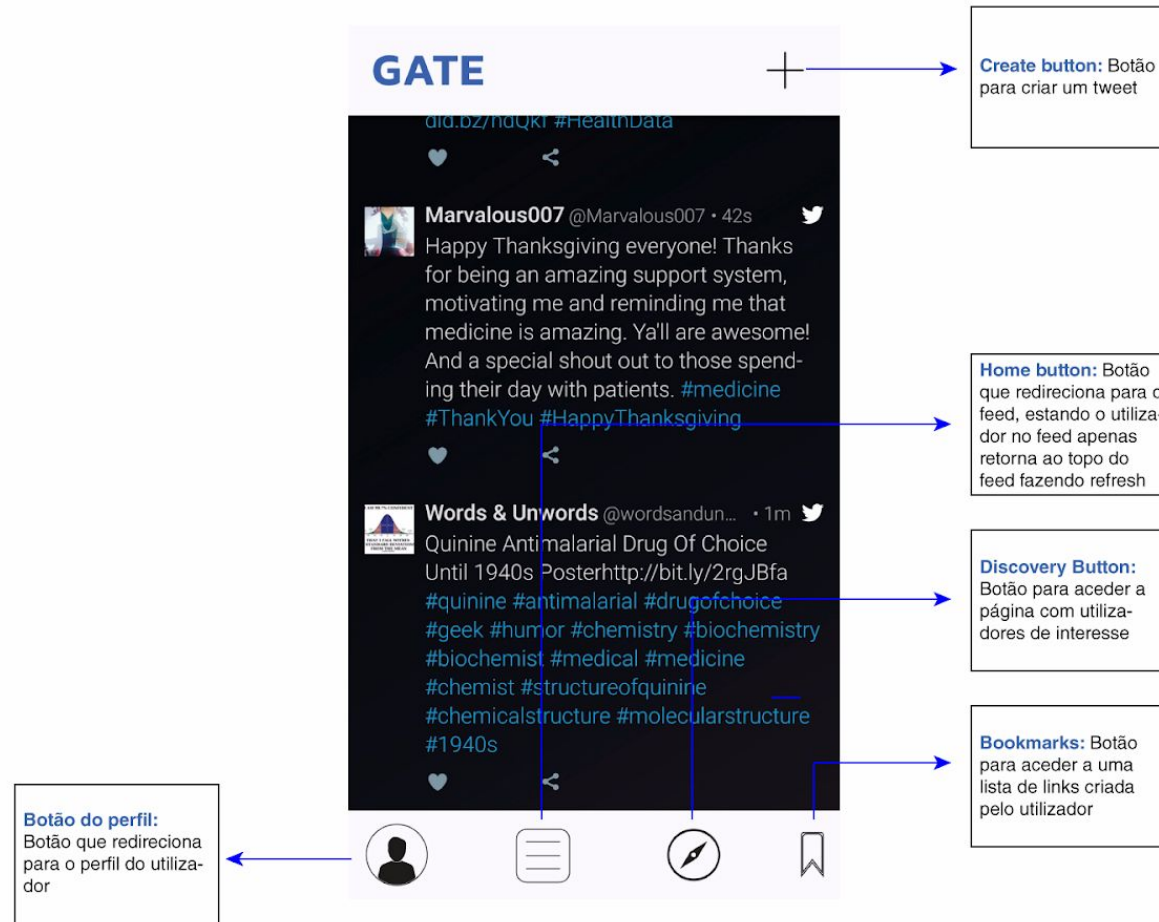 GATE
Create button: Botão
para criar um tweet
did.bz/hdQkf #HealthData
Marvalous007 @Marvalous007 • 42s
Happy Thanksgiving everyone! Thanks
for being an amazing support system,
motivating me and reminding me that
medicine is amazing. Ya'll are awesome!
And a special shout out to those spend-
ing their day with patients. #medicine
#ThankYou #HappyThanksgiving
Home button: Botão
que redireciona para o
feed, estando o utiliza-
dor no feed apenas
retorna ao topo do
feed fazendo refresh
Words & Unwords @wordsandun... • 1m
Quinine Antimalarial Drug Of Choice
Until 1940s Posterhttp://bit.ly/2rgJBfa
#quinine #antimalarial #drugofchoice
#geek #humor #chemistry #biochemistry
#biochemist #medical #medicine
#chemist #structureofquinine
#chemicalstructure #molecularstructure
#1940s
Discovery Button:
Botão para aceder a
página com utiliza-
dores de interesse
Bookmarks: Botão
para aceder a uma
lista de links criada
pelo utilizador
Botão do perfil:
Botão que redireciona
para o perfil do utiliza-
dor